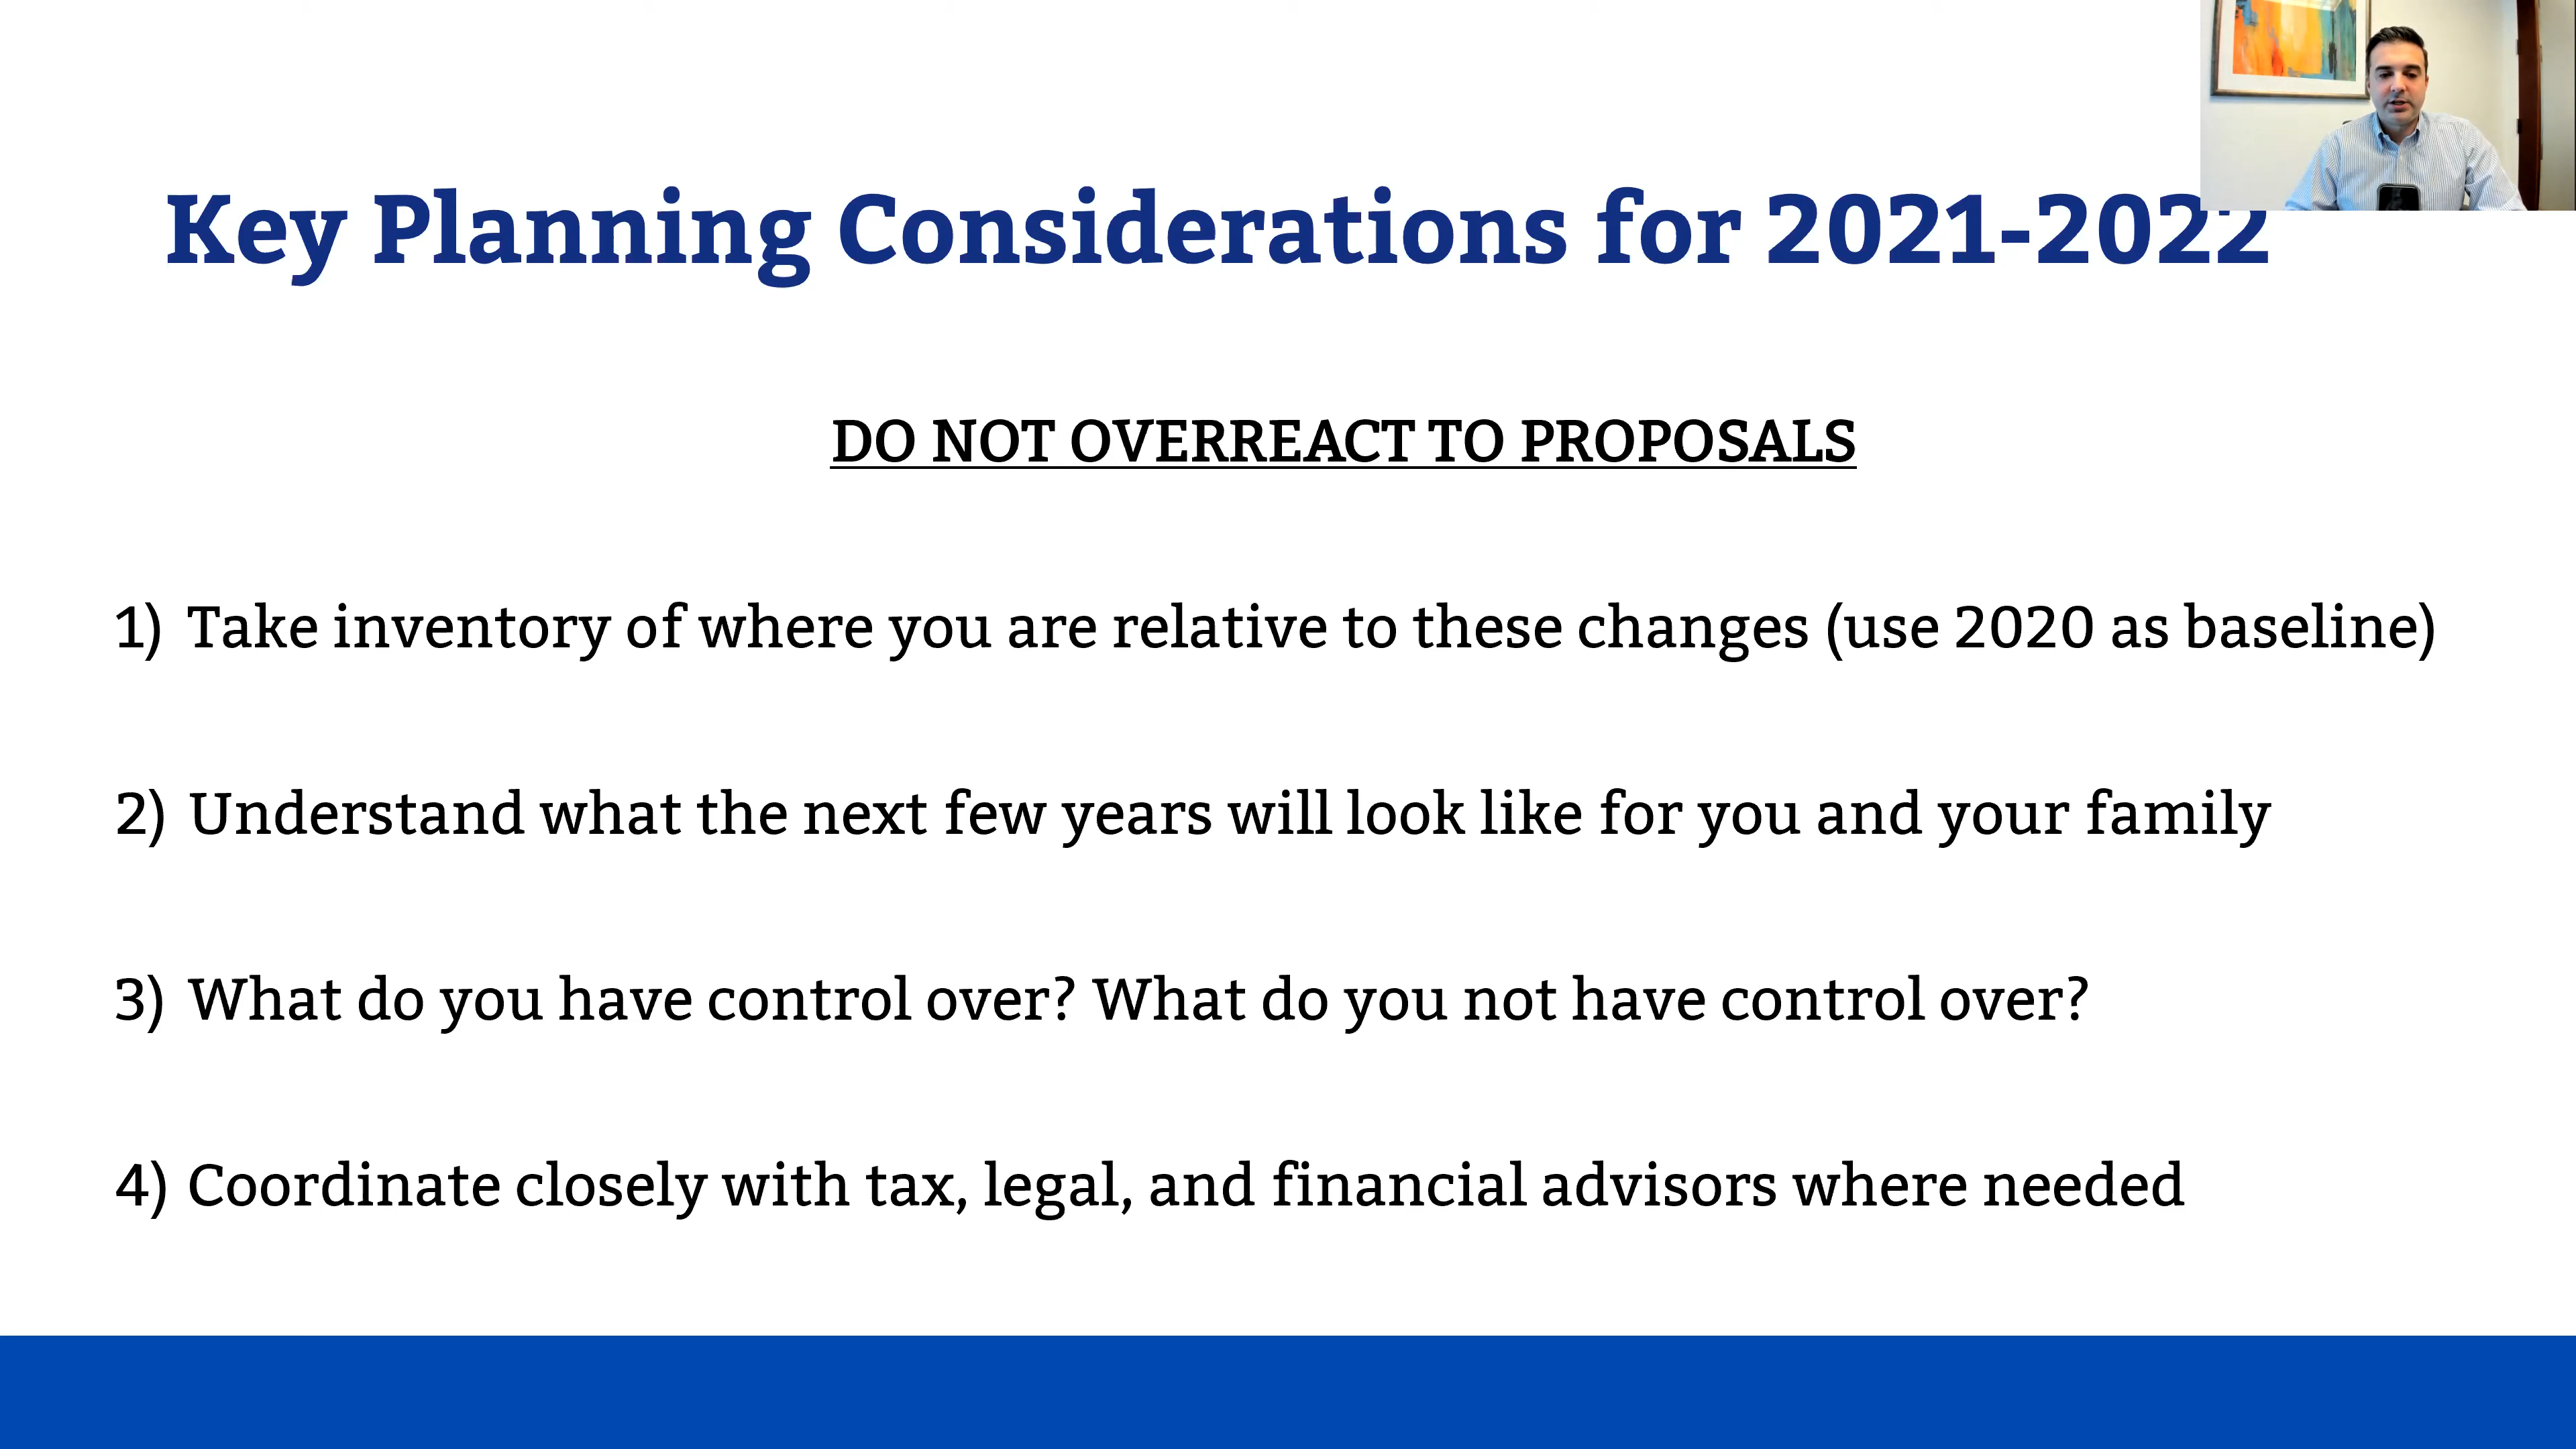 Key Planning Considerations for 2021-2022
DO NOT OVERREACT TO PROPOSALS
1) Take inventory of where you are relative to these changes (use 2020 as baseline)
2) Understand what the next few years will look like for you and your family
3) What do you have control over? What do you not have control over?
4) Coordinate closely with tax, legal, and financial advisors where needed